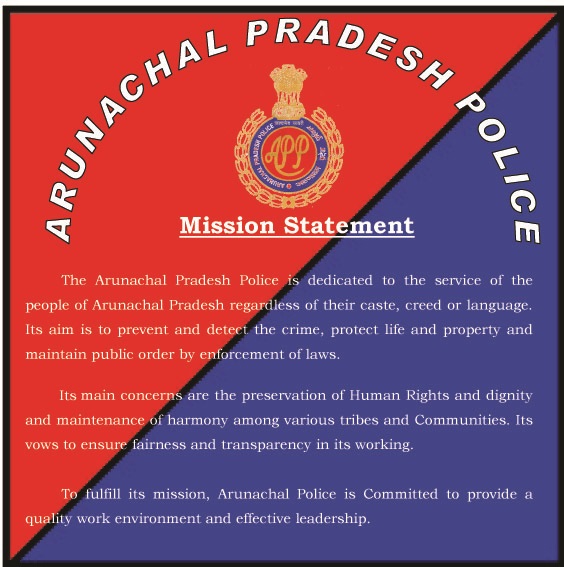 ARUNACHAL PRADESH POLICE
ARUNACHAL PRADESH POLICE
APP
Mission Statement
The Arunachal Pradesh Police is dedicated to the service of the
people of Arunachal Pradesh regardless of their caste, creed or language.
Its aim is to prevent and detect the crime, protect life and property and
maintain public order by enforcement of laws.
Its main concerns are the preservation of Human Rights and dignity
and maintenance of harmony among various tribes and Communities. Its
vows to ensure fairness and transparency in its working.
To fulfill its mission, Arunachal Police is Committed to provide a
quality work environment and effective leadership.